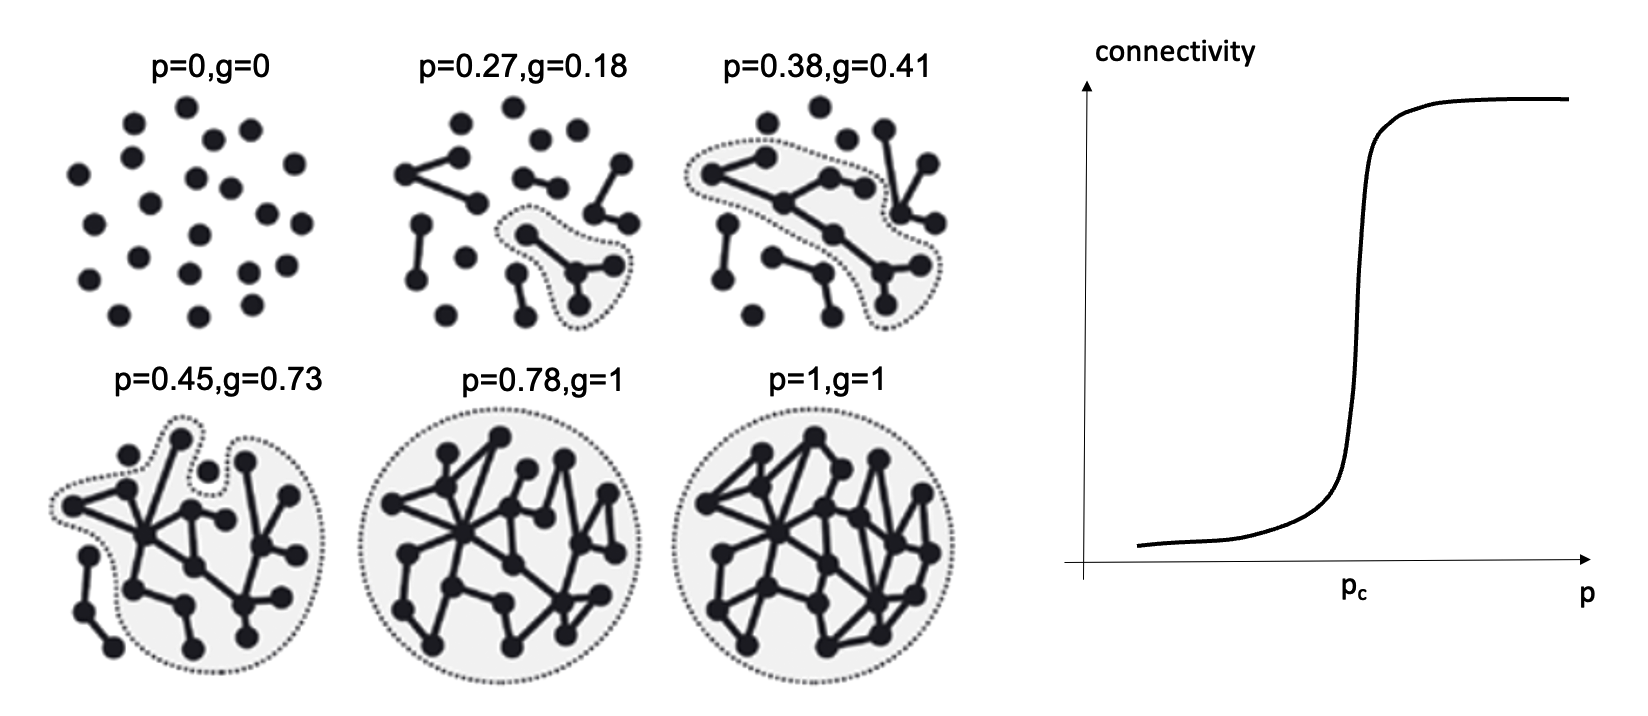 p=0,g=0
p=0.27,g=0.18
p=0.38,g=0.41
p=0.45,g=0.73
p=0.78,g=1
p=1,g=1
connectivity
pc
p